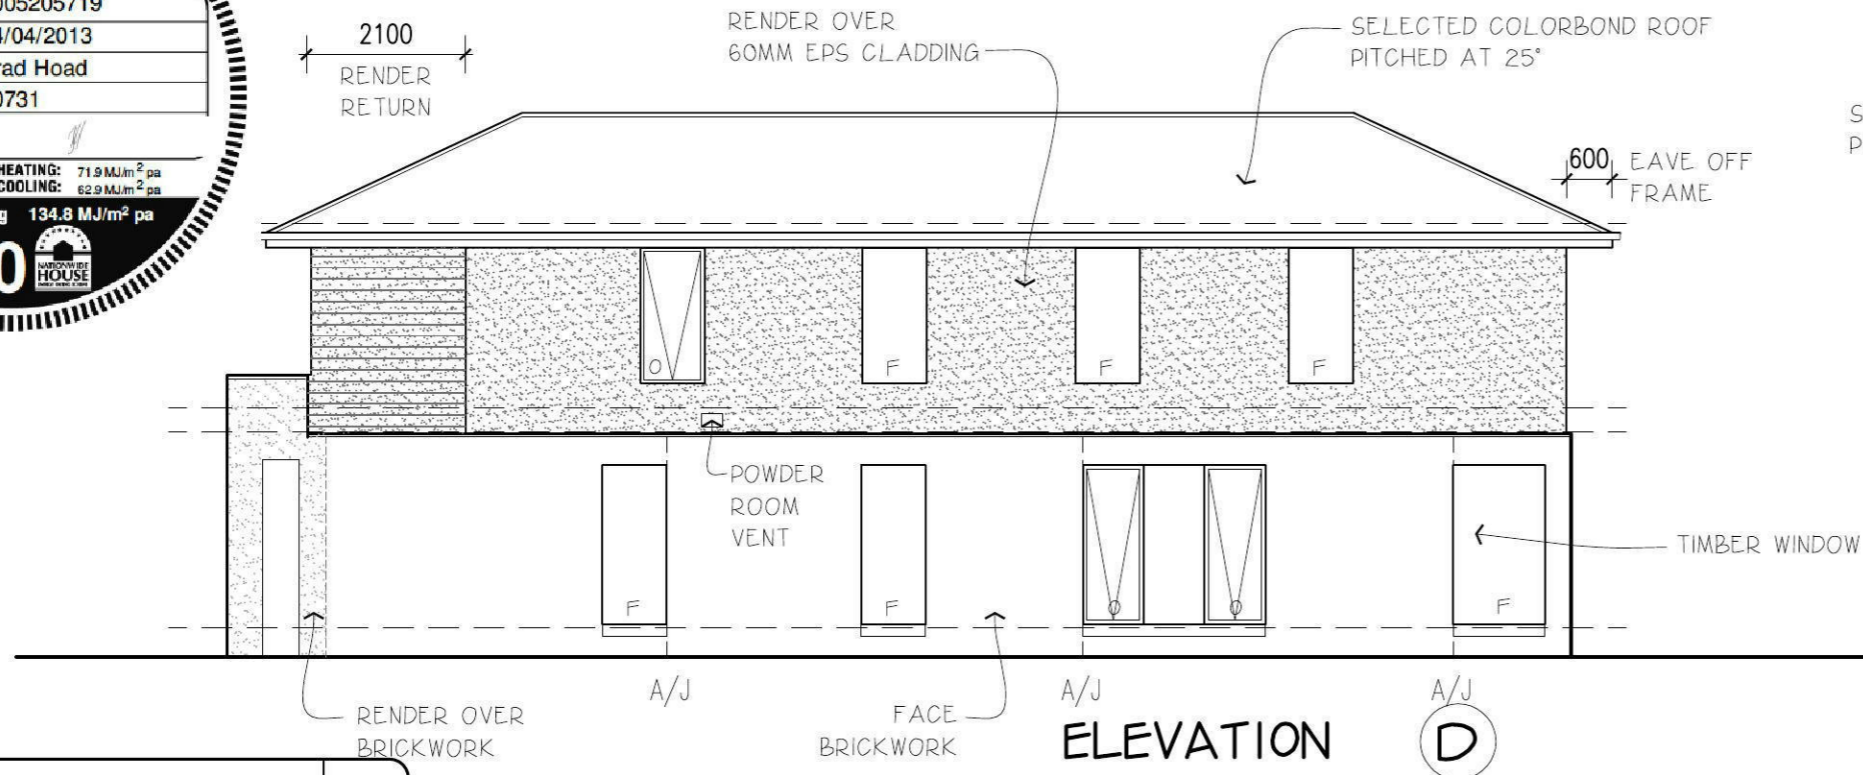 005205719
/04/2013
rad Hoad
0731
HEATING: 71.9 MJ/m² pa
COOLING: 62.9 MJ/m² pa
g 134.8 MJ/m² pa
0
NATIONWIDE
HOUSE
2100
RENDER
RETURN
RENDER OVER
60MM EPS CLADDING
SELECTED COLORBOND ROOF
PITCHED AT 25°
S
P
600 EAVE OFF
FRAME
O
F
F
F
POWDER
ROOM
VENT
F
F
O
O
F
TIMBER WINDOW
A/J
A/J
A/J
RENDER OVER
BRICKWORK
FACE
BRICKWORK
ELEVATION D